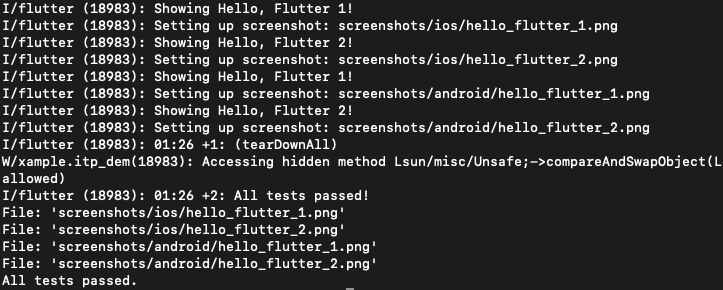 I/flutter (18983): Showing Hello, Flutter 1!
I/flutter (18983): Setting up screenshot: screenshots/ios/hello_flutter_1.png
I/flutter (18983): Showing Hello, Flutter 2!
I/flutter (18983): Setting up screenshot: screenshots/ios/hello_flutter_2.png
I/flutter (18983): Showing Hello, Flutter 1!
I/flutter (18983): Setting up screenshot: screenshots/android/hello_flutter_1.png
I/flutter (18983): Showing Hello, Flutter 2!
I/flutter (18983): Setting up screenshot: screenshots/android/hello_flutter_2.png
I/flutter (18983): 01:26 +1: (tearDownAll)
W/xample.itp_dem(18983): Accessing hidden method Lsun/misc/Unsafe;->compareAndSwapObject(L
allowed)
I/flutter (18983): 01:26 +2: All tests passed!
File: 'screenshots/ios/hello_flutter_1.png'
File: 'screenshots/ios/hello_flutter_2.png'
File: 'screenshots/android/hello_flutter_1.png'
File: 'screenshots/android/hello_flutter_2.png'
All tests passed.